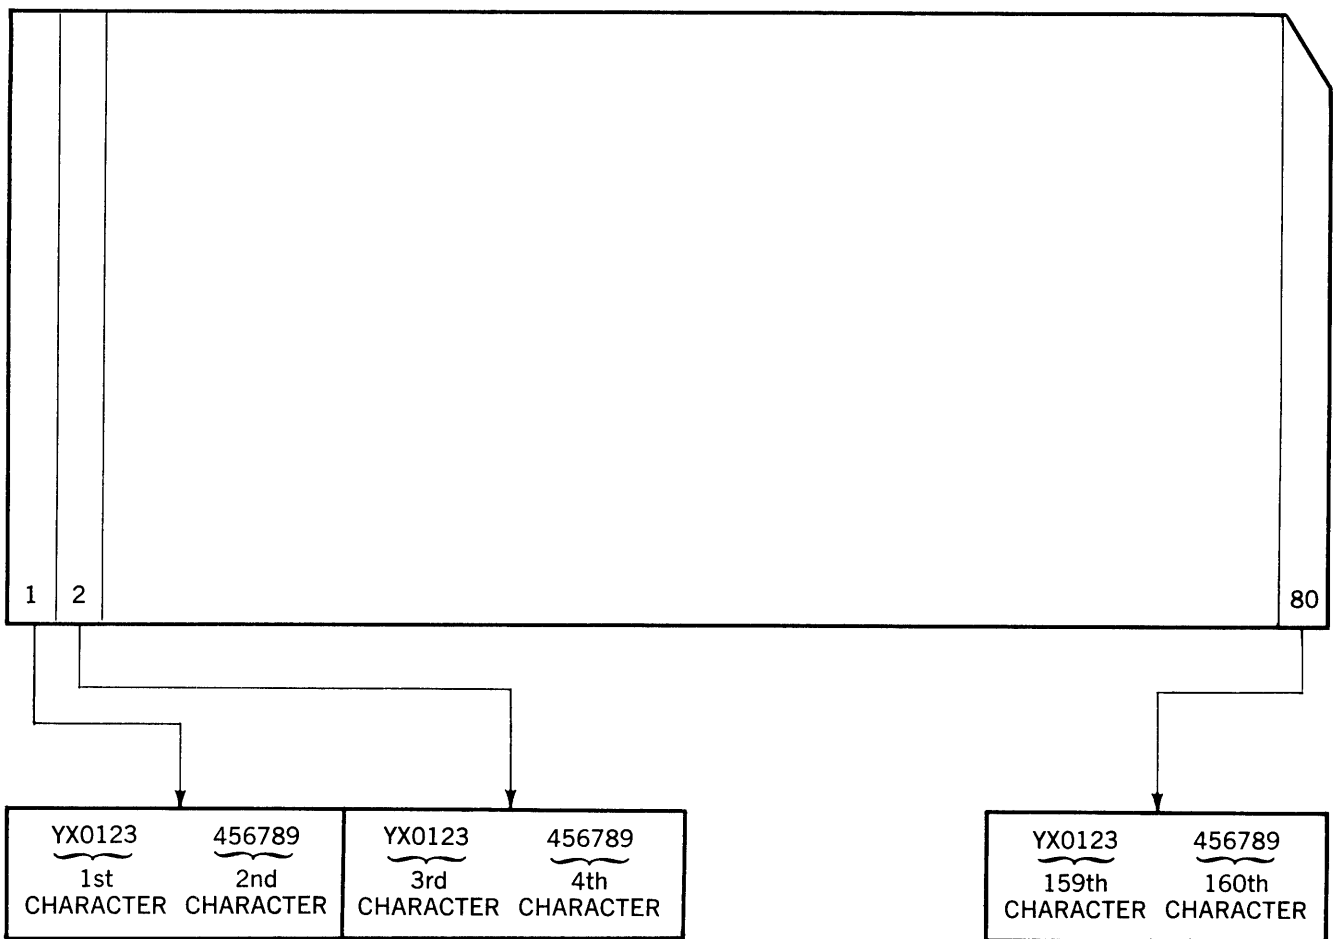 1 2 80
YX0123 456789 YX0123 456789 YX0123 456789
1st 2nd 3rd 4th 159th 160th
CHARACTER CHARACTER CHARACTER CHARACTER CHARACTER CHARACTER